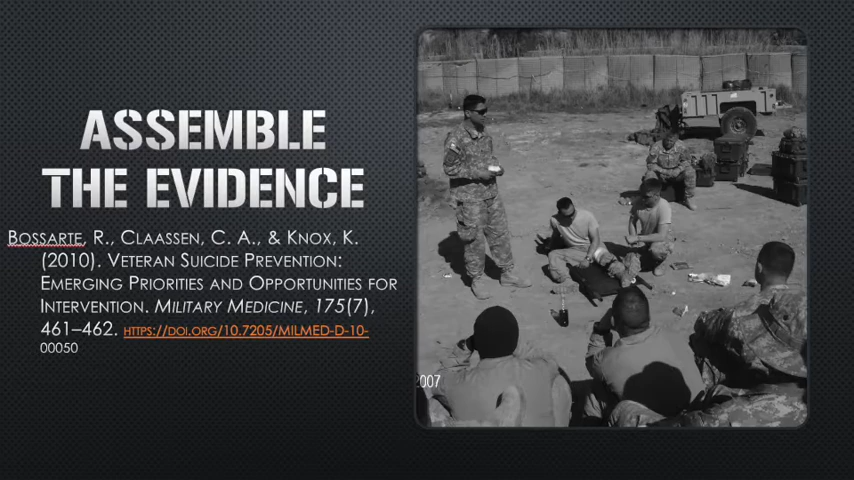 ASSEMBLE
THE EVIDENCE
Bossarte, R., Claassen, C. A., & Knox, K.
(2010). Veteran Suicide Prevention:
Emerging Priorities and Opportunities for
Intervention. Military Medicine, 175(7),
461–462. https://doi.org/10.7205/MILMED-D-10-
00050
2007